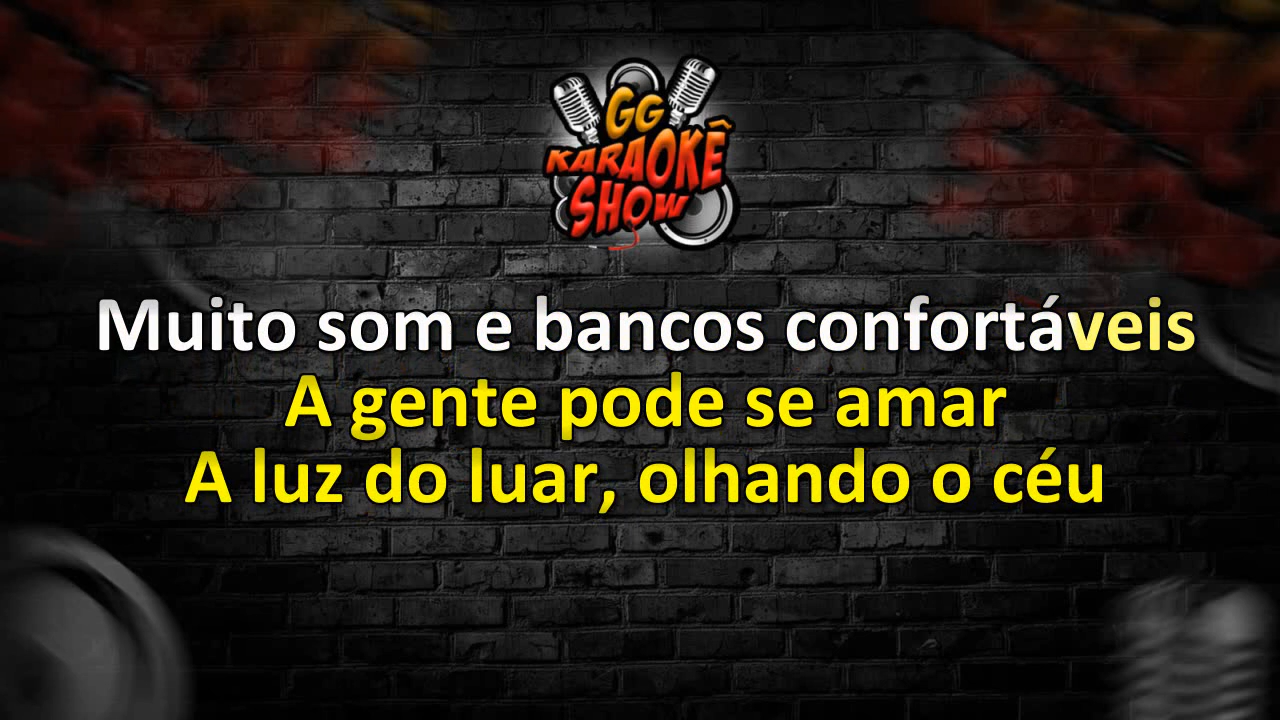 GG
KARAOKÊ
SHOW
Muito som e bancos confortáveis
A gente pode se amar
A luz do luar, olhando o céu